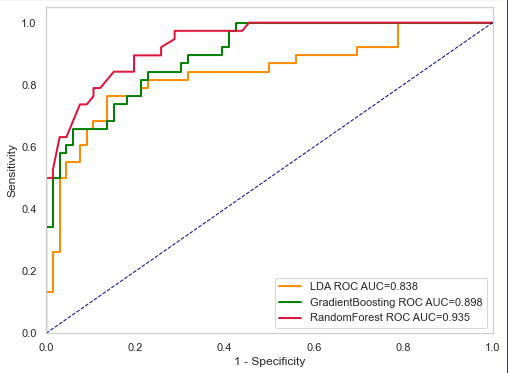 1.0
0.8
0.6
0.4
0.2
0.0
Sensitivity
0.0 0.2 0.4 0.6 0.8 1.0
1 - Specificity
LDA ROC AUC=0.838
GradientBoosting ROC AUC=0.898
RandomForest ROC AUC=0.935